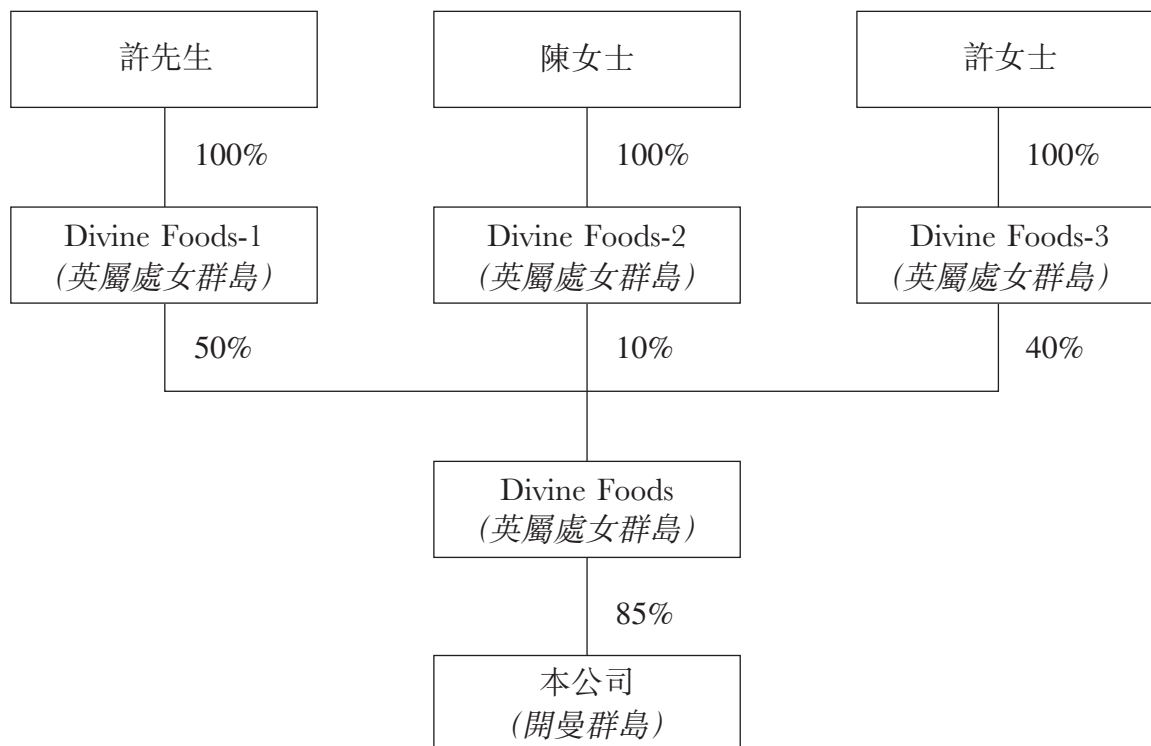 許先生
陳女士
許女士
100%
100%
100%
Divine Foods-1
(英屬處女群島)
Divine Foods-2
(英屬處女群島)
Divine Foods-3
(英屬處女群島)
50%
10%
40%
Divine Foods
(英屬處女群島)
85%
本公司
(開曼群島)